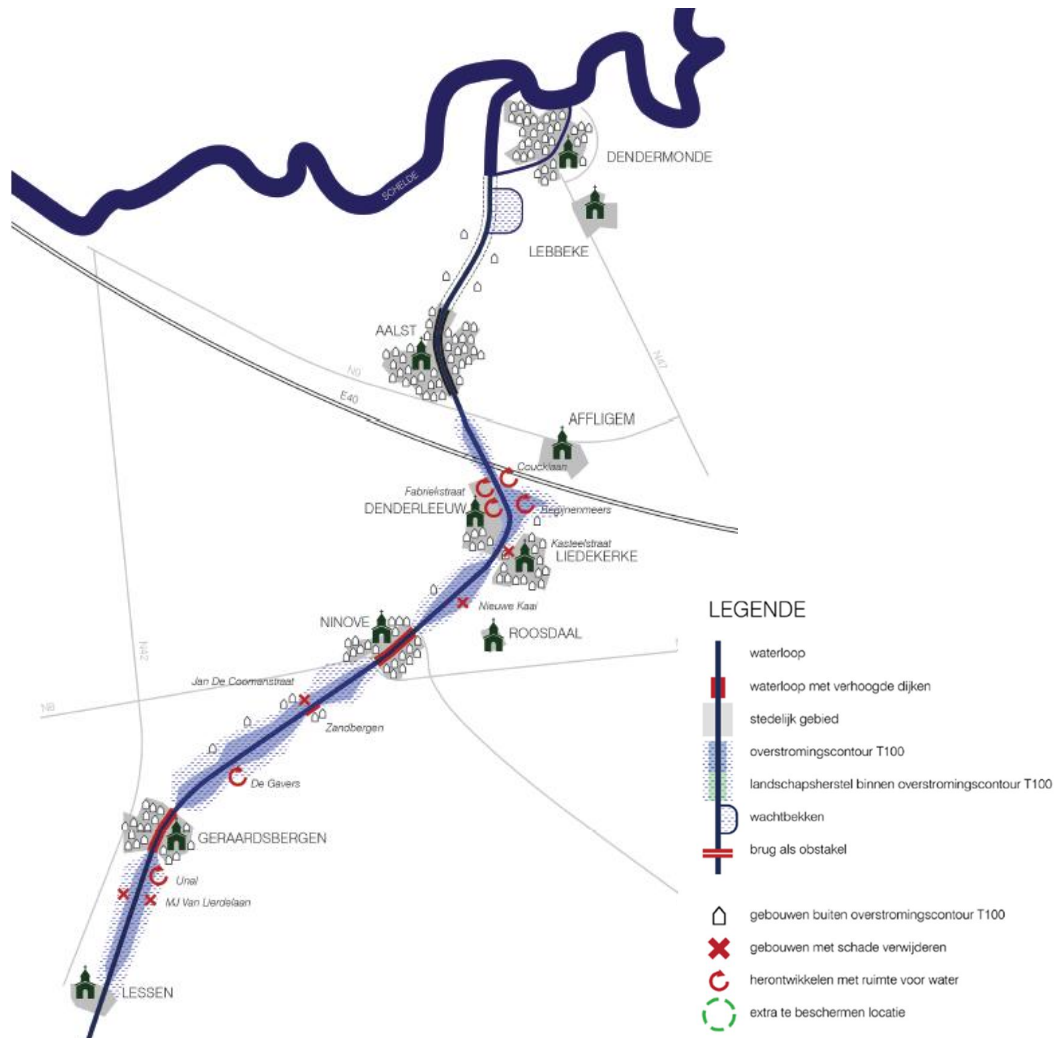 DENDERMONDE
SCHELDE
LEBBEKE
AALST
N9
N47
E40
AFFLIGEM
Coucklaan
Fabriekstraat
DENDERLEEUW
Begijnenmeers
Kasteelstraat
LIEDEKERKE
Nieuwe Kaai
NINOVE
ROOSDAAL
N42
Jan De Coomanstraat
N8
Zandbergen
De Gavers
GERAARDSBERGEN
Unal
MJ Van Lierdelaan
LESSEN
LEGENDE
waterloop
waterloop met verhoogde dijken
stedelijk gebied
overstromingscontour T100
landschapsherstel binnen overstromingscontour T100
wachtbekken
brug als obstakel
gebouwen buiten overstromingscontour T100
gebouwen met schade verwijderen
herontwikkelen met ruimte voor water
extra te beschermen locatie